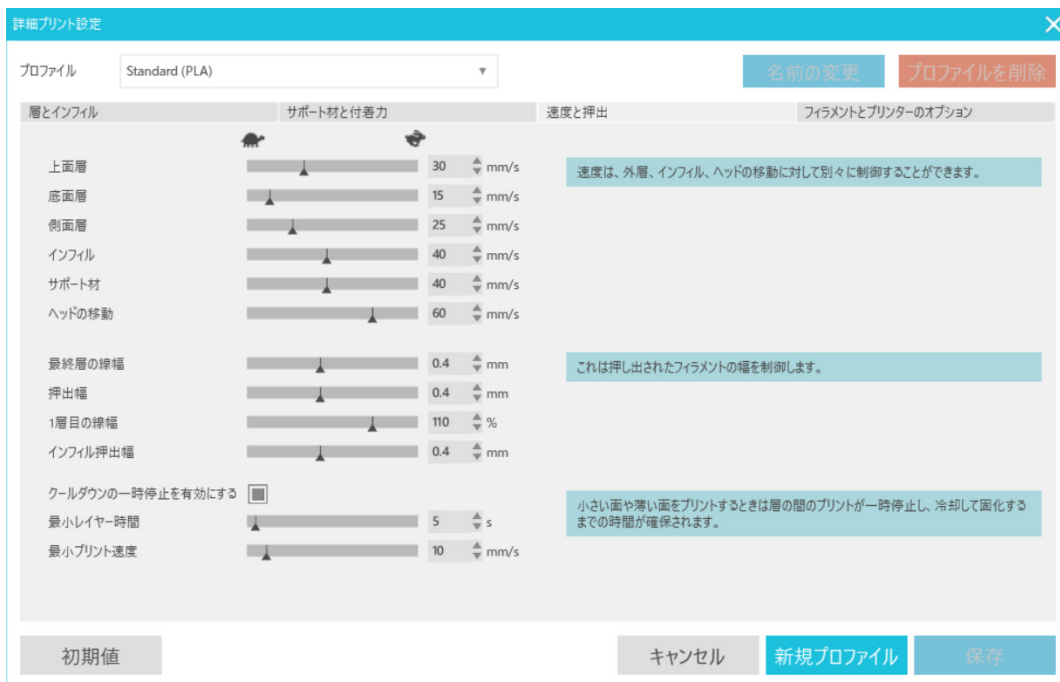 詳細プリント設定
プロファイル Standard (PLA) 名前の変更 プロファイルを削除
層とインフィル サポート材と付着力 速度と押出 フィラメントとプリンターのオプション
上面層 30 mm/s 速度は、外層、インフィル、ヘッドの移動に対して別々に制御することができます。
底面層 15 mm/s
側面層 25 mm/s
インフィル 40 mm/s
サポート材 40 mm/s
ヘッドの移動 60 mm/s
最終層の線幅 0.4 mm これは押し出されたフィラメントの幅を制御します。
押出幅 0.4 mm
1層目の線幅 110 %
インフィル押出幅 0.4 mm
クールダウンの一時停止を有効にする
小さい面や薄い面をプリントするときは層の間のプリントが一時停止し、冷却して固化する
までの時間が確保されます。
最小レイヤー時間 5 s
最小プリント速度 10 mm/s
初期値 キャンセル 新規プロファイル 保存